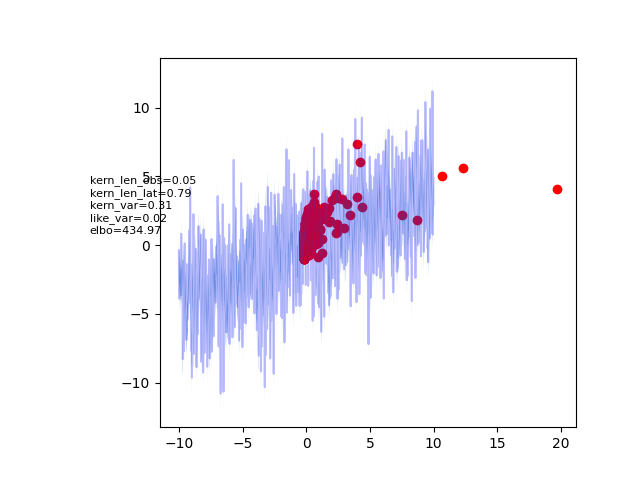 10
5
kern_len_obs=0.05
kern_len_lat=0.79
kern_var=0.31
like_var=0.02
elbo=434.97
0
−5
−10
−10 −5 0 5 10 15 20